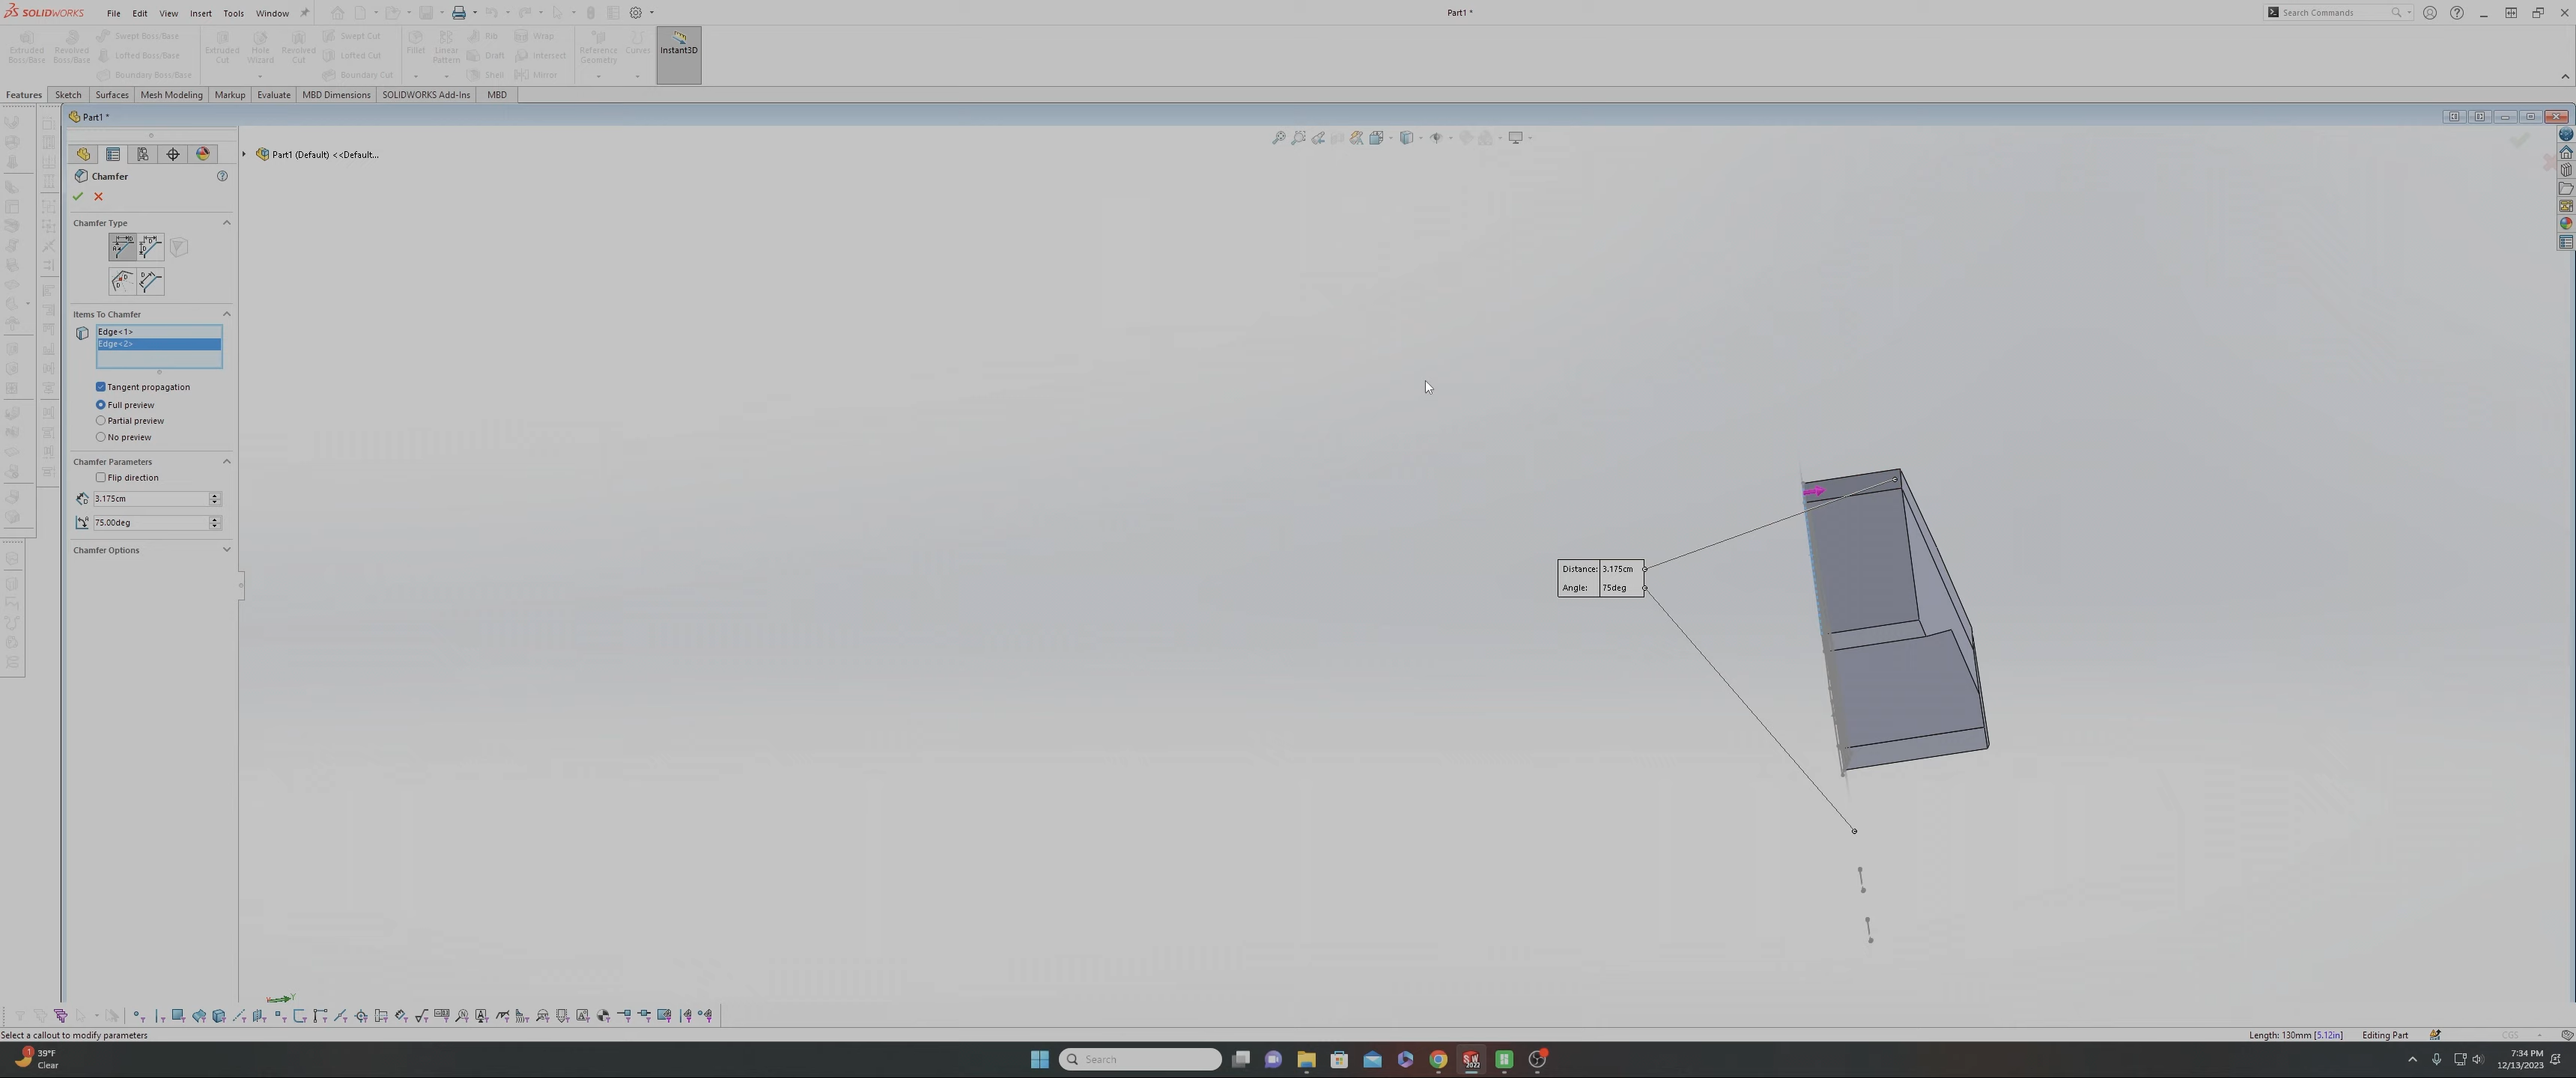 SOLIDWORKS File Edit View Insert Tools Window Part1 * Search Commands
Extruded Boss/Base
Revolved Boss/Base
Swept Boss/Base
Lofted Boss/Base
Boundary Boss/Base
Extruded Cut
Hole Wizard
Revolved Cut
Swept Cut
Lofted Cut
Boundary Cut
Fillet
Linear Pattern
Rib
Draft
Shell
Wrap
Intersect
Mirror
Reference Geometry
Curves
Instant3D
Features Sketch Surfaces Mesh Modeling Markup Evaluate MBD Dimensions SOLIDWORKS Add-Ins MBD
Part1 *
Part1 (Default) <<Default...
Chamfer
Chamfer Type
Items To Chamfer
Edge<1>
Edge<2>
Tangent propagation
Full preview
Partial preview
No preview
Chamfer Parameters
Flip direction
3.175cm
75.00deg
Chamfer Options
Distance: 3.175cm
Angle: 75deg
Y
Select a callout to modify parameters
Length: 130mm [5.12in] Editing Part CGS
1
39°F
Clear
Search
SW
2022
7:34 PM
12/13/2023